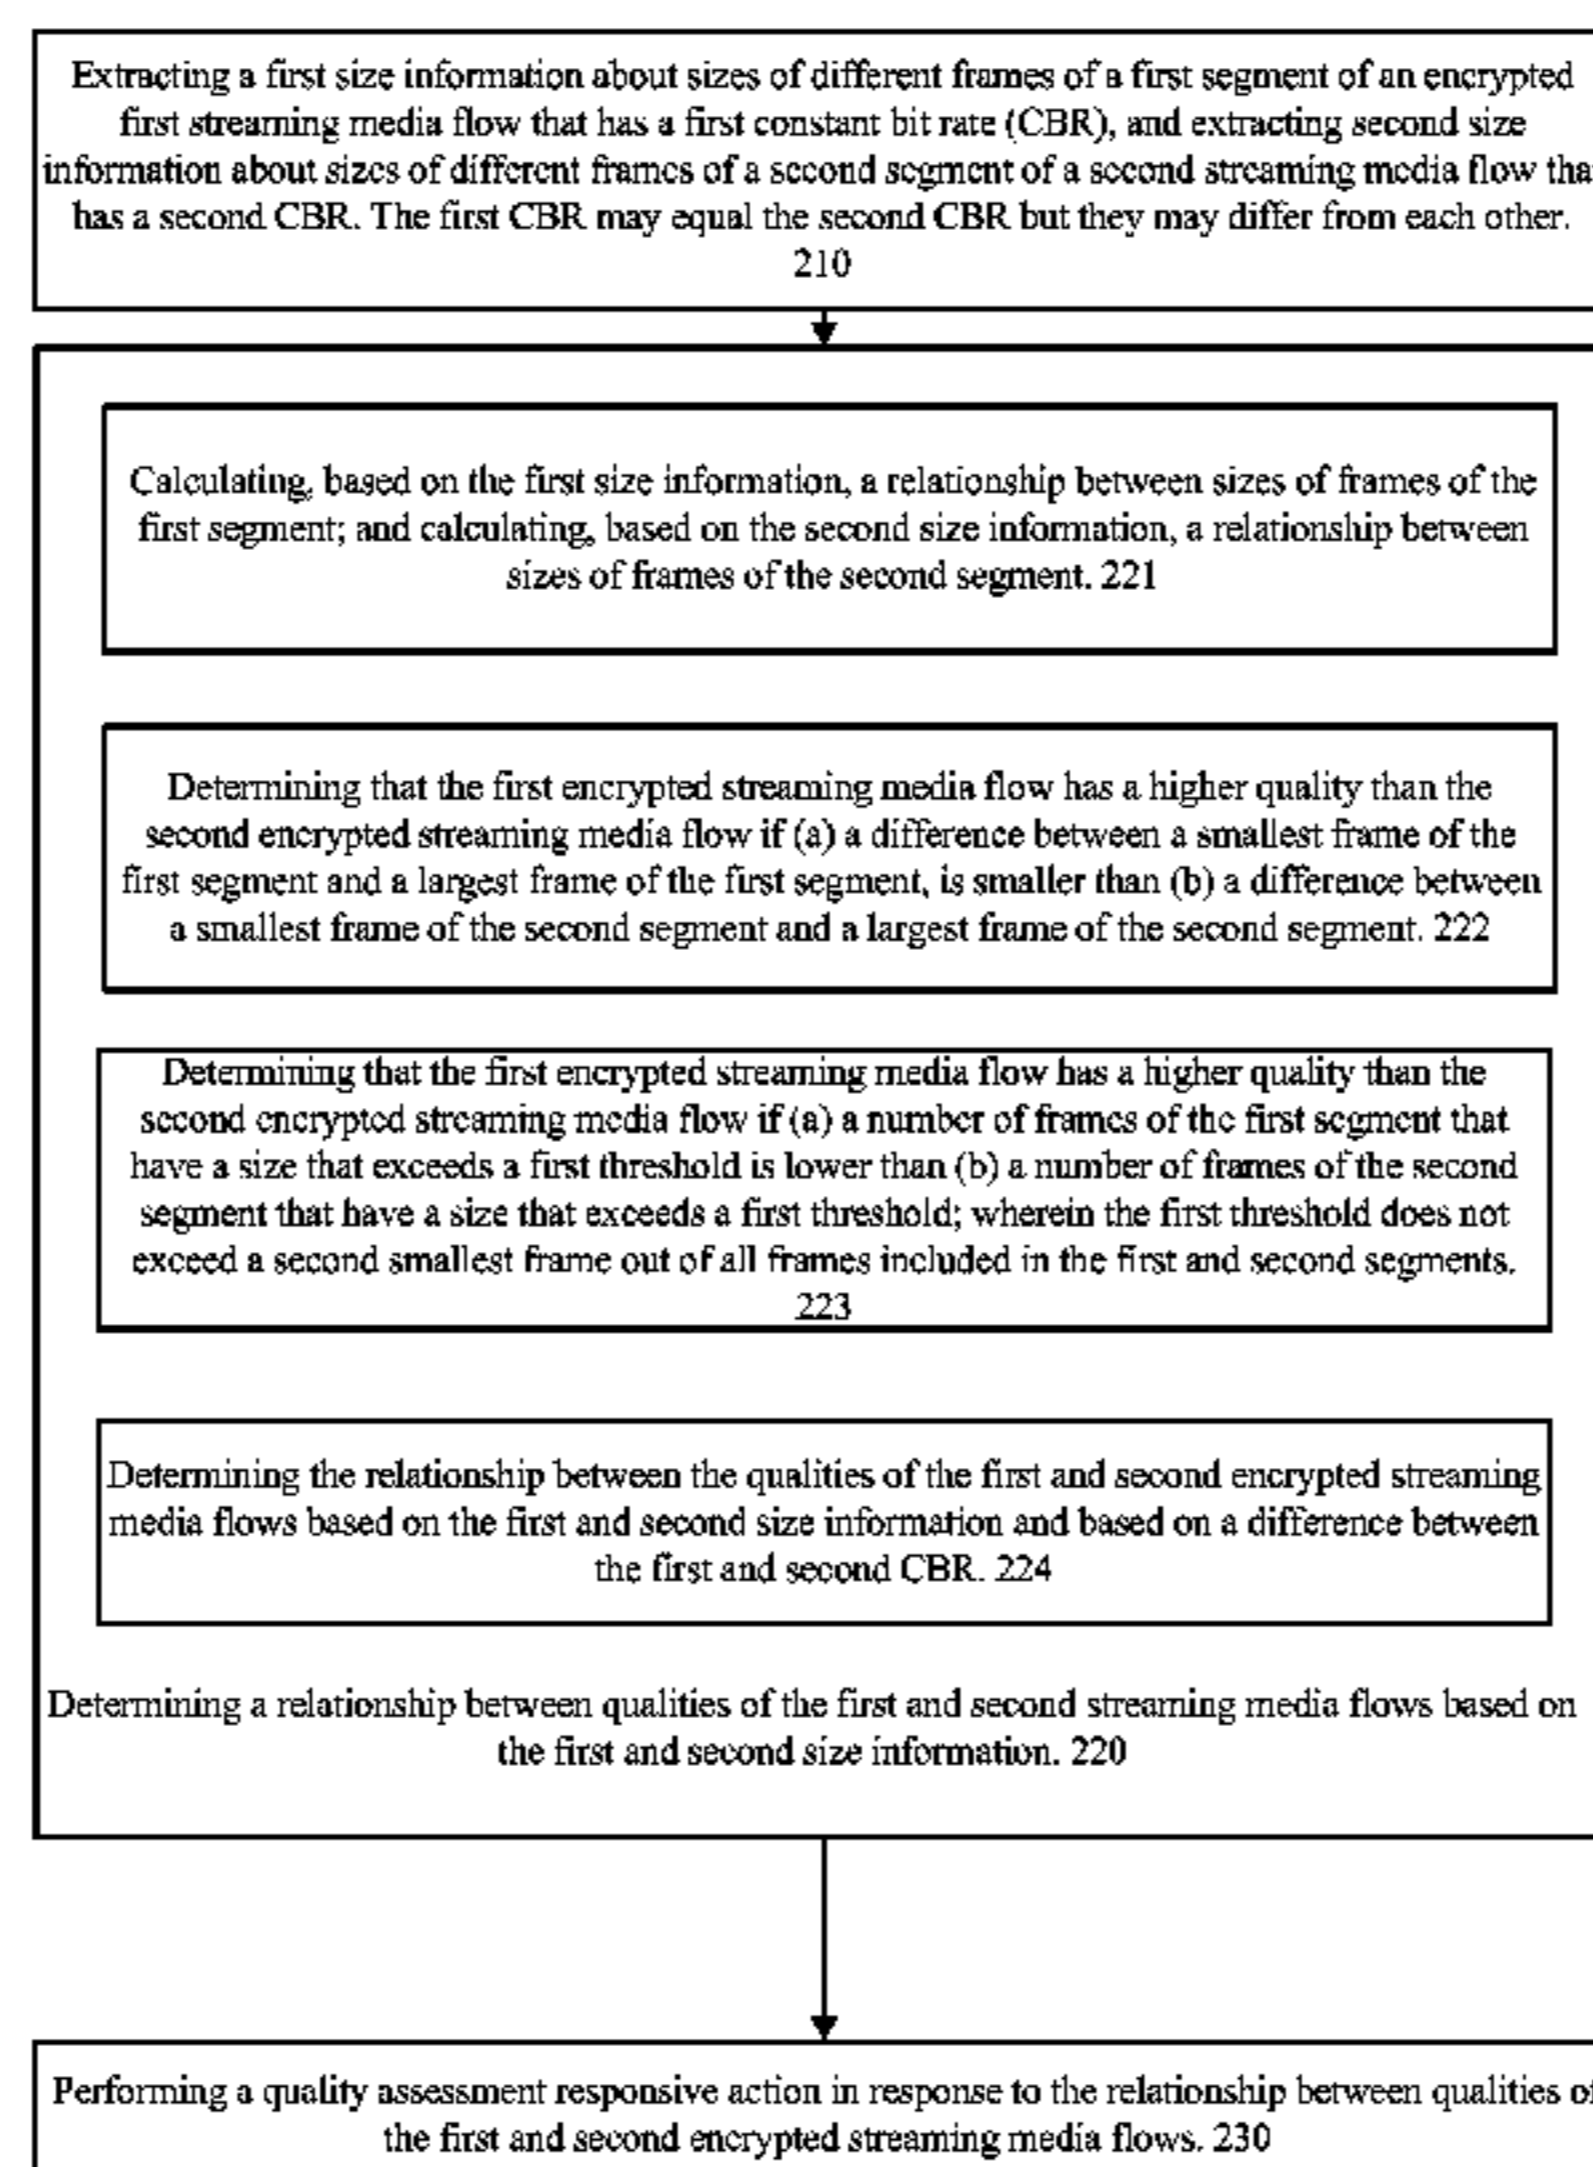 Extracting a first size information about sizes of different frames of a first segment of an encrypted
first streaming media flow that has a first constant bit rate (CBR), and extracting second size
information about sizes of different frames of a second segment of a second streaming media flow tha
has a second CBR. The first CBR may equal the second CBR but they may differ from each other.
210
Calculating, based on the first size information, a relationship between sizes of frames of the
first segment; and calculating, based on the second size information, a relationship between
sizes of frames of the second segment. 221
Determining that the first encrypted streaming media flow has a higher quality than the
second encrypted streaming media flow if (a) a difference between a smallest frame of the
first segment and a largest frame of the first segment, is smaller than (b) a difference between
a smallest frame of the second segment and a largest frame of the second segment. 222
Determining that the first encrypted streaming media flow has a higher quality than the
second encrypted streaming media flow if (a) a number of frames of the first segment that
have a size that exceeds a first threshold is lower than (b) a number of frames of the second
segment that have a size that exceeds a first threshold; wherein the first threshold does not
exceed a second smallest frame out of all frames included in the first and second segments.
223
Determining the relationship between the qualities of the first and second encrypted streaming
media flows based on the first and second size information and based on a difference between
the first and second CBR. 224
Determining a relationship between qualities of the first and second streaming media flows based on
the first and second size information. 220
Performing a quality assessment responsive action in response to the relationship between qualities of
the first and second encrypted streaming media flows. 230